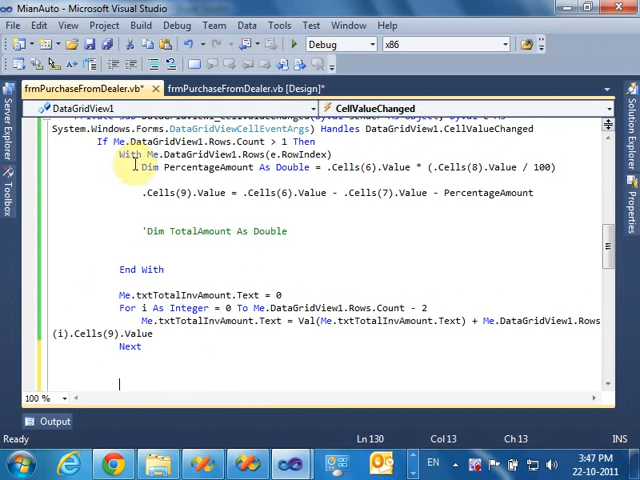 MianAuto - Microsoft Visual Studio
File Edit View Project Build Debug Team Data Tools Test Window Help
Debug x86
frmPurchaseFromDealer.vb* frmPurchaseFromDealer.vb [Design]*
DataGridView1 CellValueChanged
System.Windows.Forms.DataGridViewCellEventArgs) Handles DataGridView1.CellValueChanged
If Me.DataGridView1.Rows.Count > 1 Then
With Me.DataGridView1.Rows(e.RowIndex)
Dim PercentageAmount As Double = .Cells(6).Value * (.Cells(8).Value / 100)
.Cells(9).Value = .Cells(6).Value - .Cells(7).Value - PercentageAmount
'Dim TotalAmount As Double
End With
Me.txtTotalInvAmount.Text = 0
For i As Integer = 0 To Me.DataGridView1.Rows.Count - 2
Me.txtTotalInvAmount.Text = Val(Me.txtTotalInvAmount.Text) + Me.DataGridView1.Rows
(i).Cells(9).Value
Next
100 %
Output
Ready Ln 130 Col 13 Ch 13
EN 3:47 PM
22-10-2011
Server Explorer
Toolbox
Solution Explorer
Properties